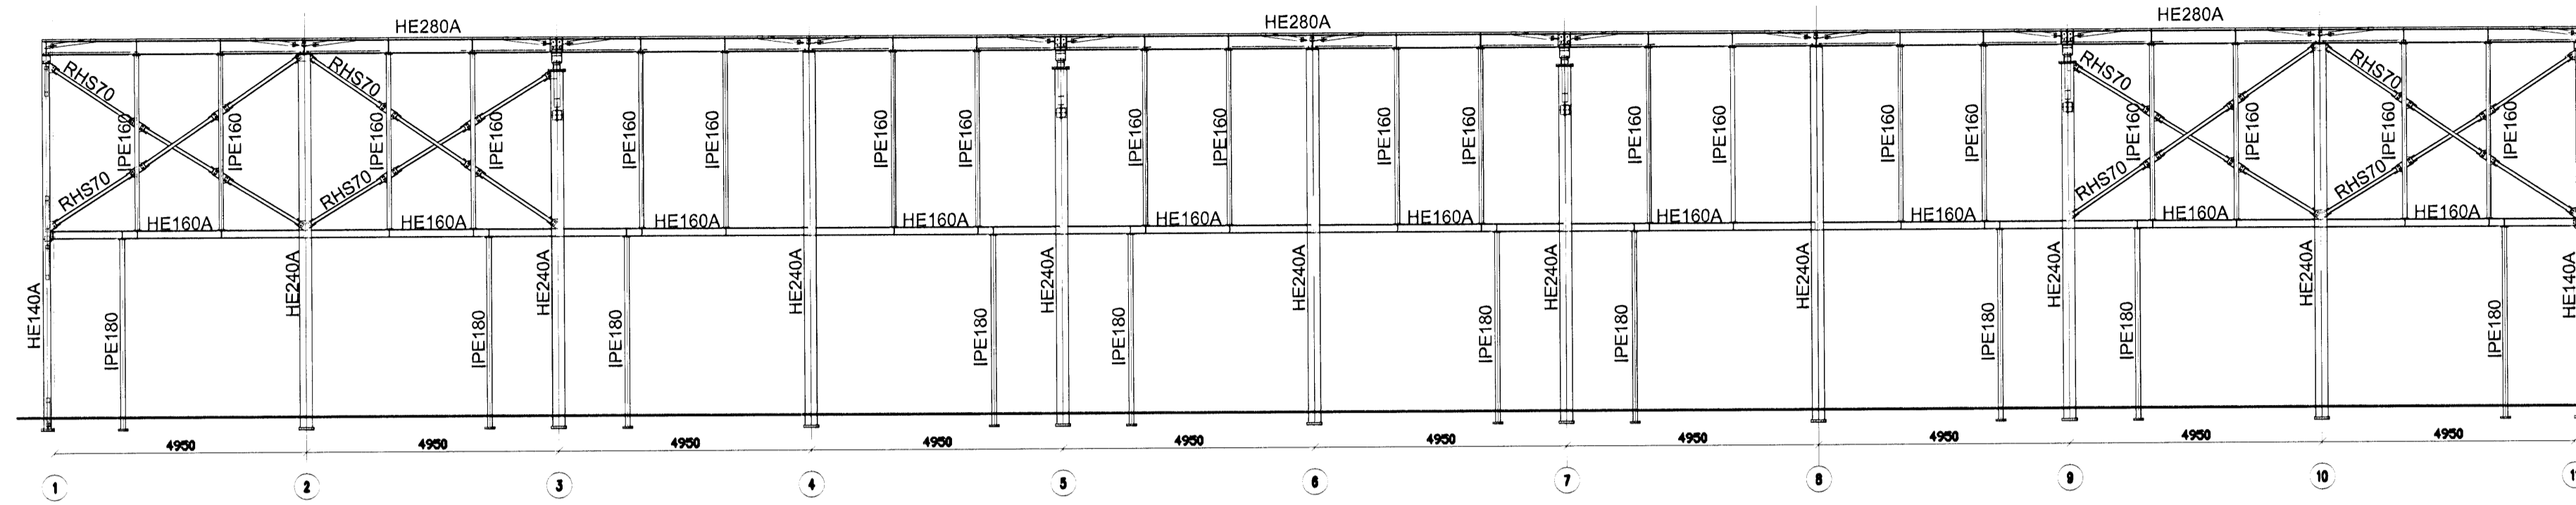 HE280A HE280A HE280A
RHS70 RHS70 RHS70 RHS70
IPE160 IPE160 IPE160 IPE160 IPE160 IPE160 IPE160 IPE160 IPE160 IPE160 IPE160 IPE160 IPE160 IPE160 IPE160 IPE160 IPE160 IPE160 IPE160 IPE160
RHS70 RHS70 RHS70 RHS70
HE160A HE160A HE160A HE160A HE160A HE160A HE160A HE160A HE160A HE160A
HE140A HE240A HE240A HE240A HE240A HE240A HE240A HE240A HE240A HE240A HE140A
IPE180 IPE180 IPE180 IPE180 IPE180 IPE180 IPE180 IPE180 IPE180 IPE180
4950 4950 4950 4950 4950 4950 4950 4950 4950 4950
1 2 3 4 5 6 7 8 9 10